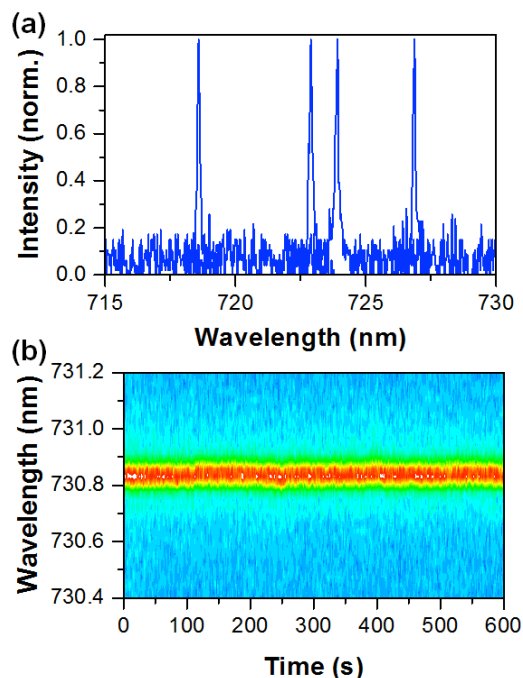 (a)
1.0
0.8
0.6
0.4
0.2
0.0
Intensity (norm.)
715 720 725 730
Wavelength (nm)
(b)
731.2
731.0
730.8
730.6
730.4
Wavelength (nm)
0 100 200 300 400 500 600
Time (s)